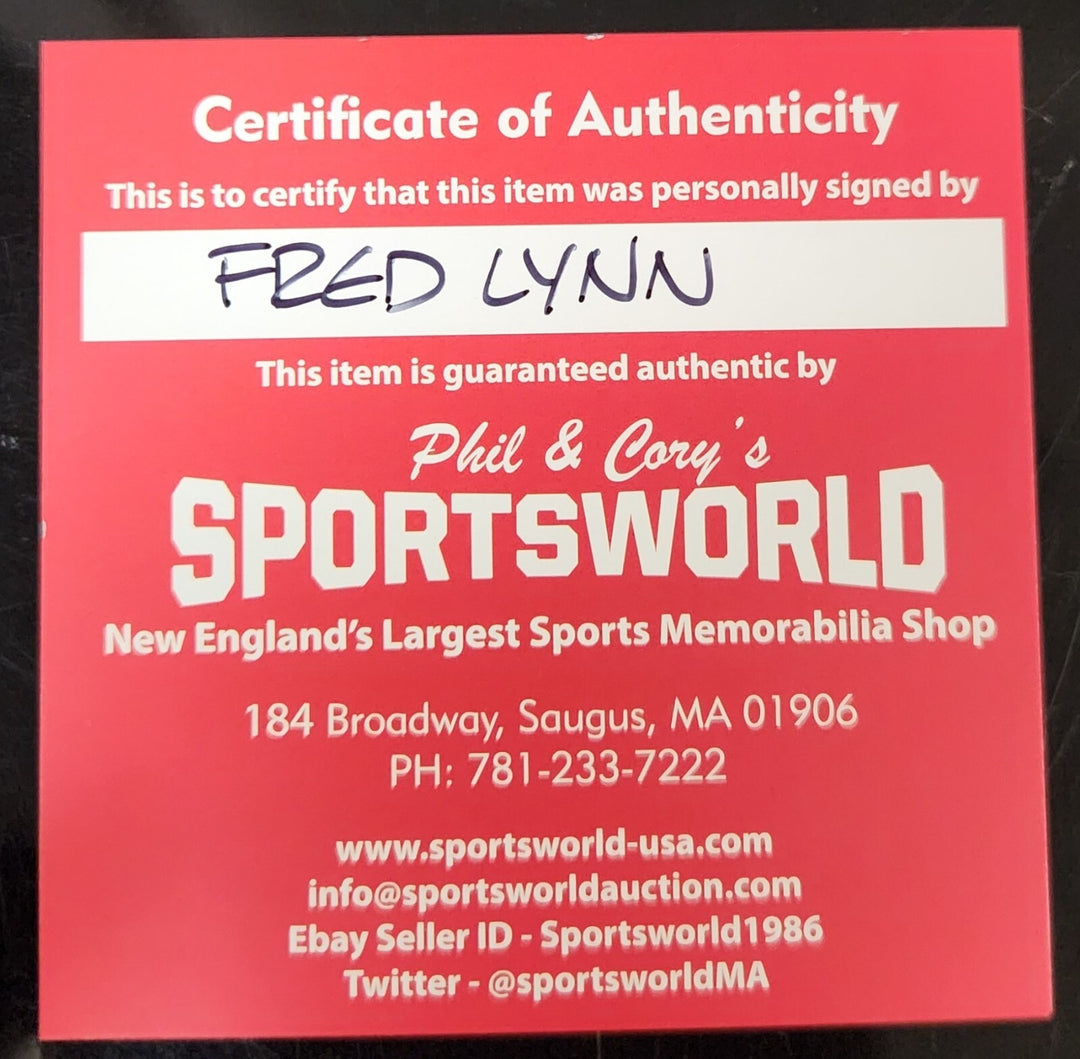 Certificate of Authenticity
This is to certify that this item was personally signed by
FRED LYNN
This item is guaranteed authentic by
Phil & Cory's
SPORTSWORLD
New England's Largest Sports Memorabilia Shop
184 Broadway, Saugus, MA 01906
PH: 781-233-7222
www.sportsworld-usa.com
info@sportsworldauction.com
Ebay Seller ID - Sportsworld1986
Twitter - @sportsworldMA